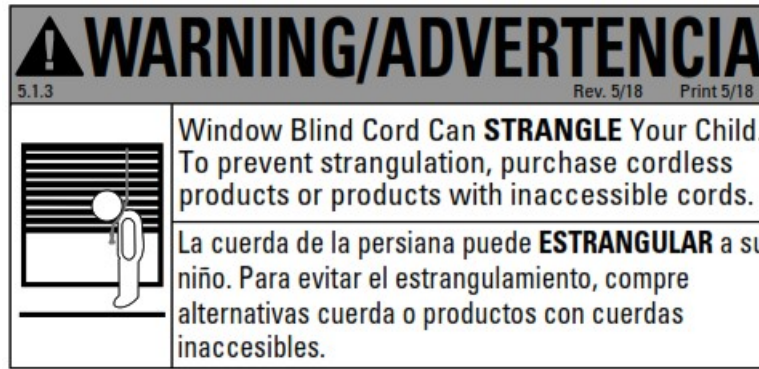 WARNING/ADVERTENCIA
5.1.3 Rev. 5/18 Print 5/18
Window Blind Cord Can STRANGLE Your Child.
To prevent strangulation, purchase cordless
products or products with inaccessible cords.
La cuerda de la persiana puede ESTRANGULAR a su
niño. Para evitar el estrangulamiento, compre
alternativas cuerda o productos con cuerdas
inaccesibles.